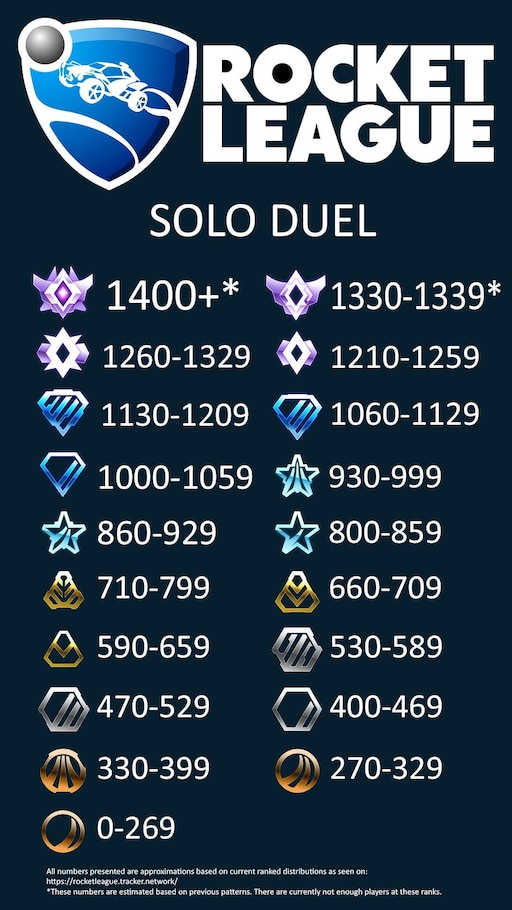 ROCKET
LEAGUE
SOLO DUEL
1400+* 1330-1339*
1260-1329 1210-1259
1130-1209 1060-1129
1000-1059 930-999
860-929 800-859
710-799 660-709
590-659 530-589
470-529 400-469
330-399 270-329
0-269
All numbers presented are approximations based on current ranked distributions as seen on:
https://rocketleague.tracker.network/
*These numbers are estimated based on previous patterns. There are currently not enough players at these ranks.